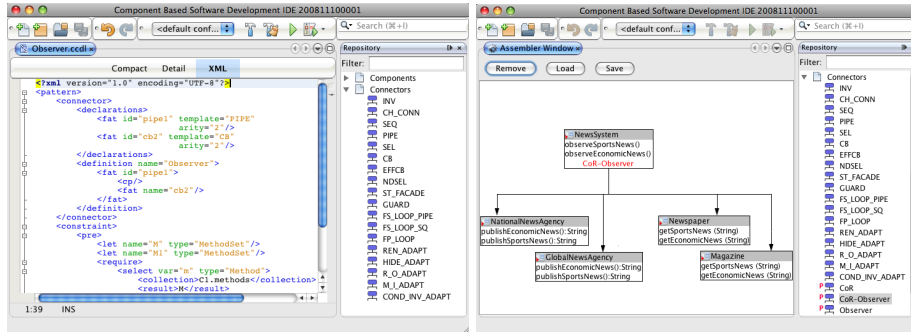 Component Based Software Development IDE 200811100001
<default conf...
Search (⌘+I)
Observer.ccdl
Compact Detail XML
<?xml version="1.0" encoding="UTF-8"?>
<pattern>
<connector>
<declarations>
<fat id="pipe1" template="PIPE"
arity="2"/>
<fat id="cb2" template="CB"
arity="2"/>
</declarations>
<definition name="Observer">
<fat id="pipe1">
<cp/>
<fat name="cb2"/>
</fat>
</definition>
</connector>
<constraint>
<pre>
<let name="M" type="MethodSet"/>
<let name="M1" type="MethodSet"/>
<require>
<select var="m" type="Method">
<collection>C1.methods</collection>
<result>M</result>
1:39 INS
Repository
Filter:
Components
Connectors
INV
CH_CONN
SEQ
PIPE
SEL
CB
EFFCB
NDSEL
ST_FACADE
GUARD
FS_LOOP_PIPE
FS_LOOP_SQ
FP_LOOP
REN_ADAPT
HIDE_ADAPT
R_O_ADAPT
M_I_ADAPT
COND_INV_ADAPT
Component Based Software Development IDE 200811100001
<default conf...
Search (⌘+I)
Assembler Window
Remove Load Save
NewsSystem
observeSportsNews()
observeEconomicNews()
CoR-Observer
NationalNewsAgency
publishEconomicNews():String
publishSportsNews():String
GlobalNewsAgency
publishEconomicNews():String
publishSportsNews():String
Newspaper
getSportsNews (String)
getEconomicNews (String)
Magazine
getSportsNews (String)
getEconomicNews (String)
Repository
Filter:
Connectors
INV
CH_CONN
SEQ
PIPE
SEL
CB
EFFCB
NDSEL
ST_FACADE
GUARD
FS_LOOP_PIPE
FS_LOOP_SQ
FP_LOOP
REN_ADAPT
HIDE_ADAPT
R_O_ADAPT
M_I_ADAPT
COND_INV_ADAPT
P CoR
P CoR-Observer
P Observer